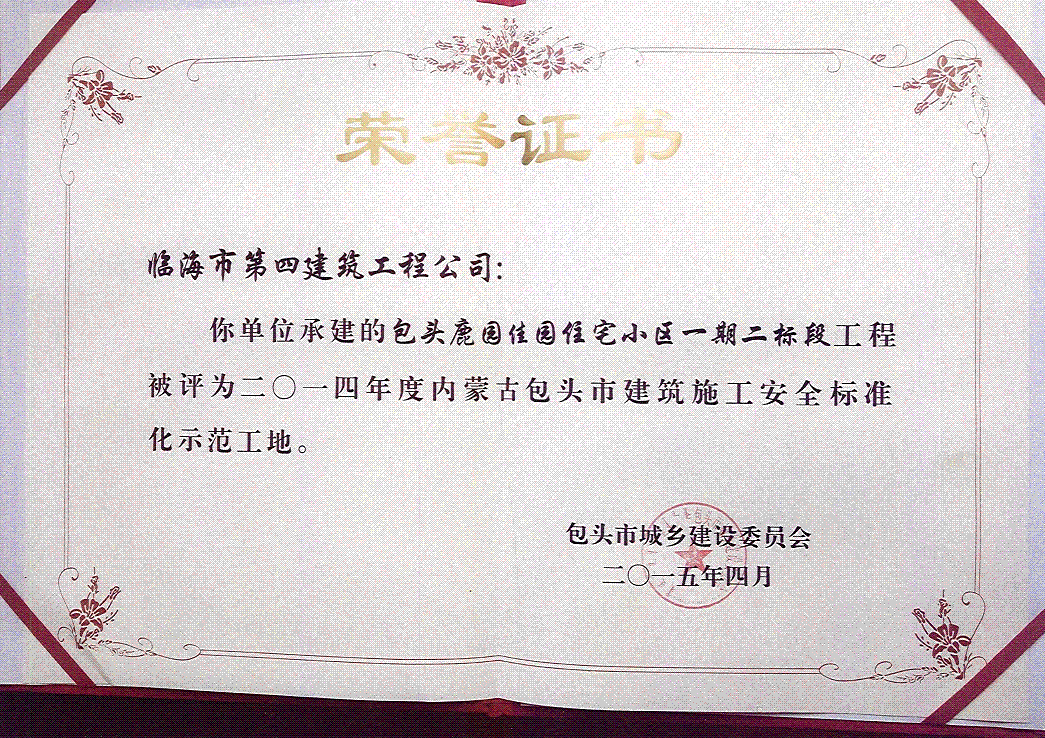 荣誉证书
临海市第四建筑工程公司:
你单位承建的包头鹿园佳园住宅小区一期二标段工程
被评为二〇一四年度内蒙古包头市建筑施工安全标准
化示范工地。
包头市城乡建设委员会
二〇一五年四月